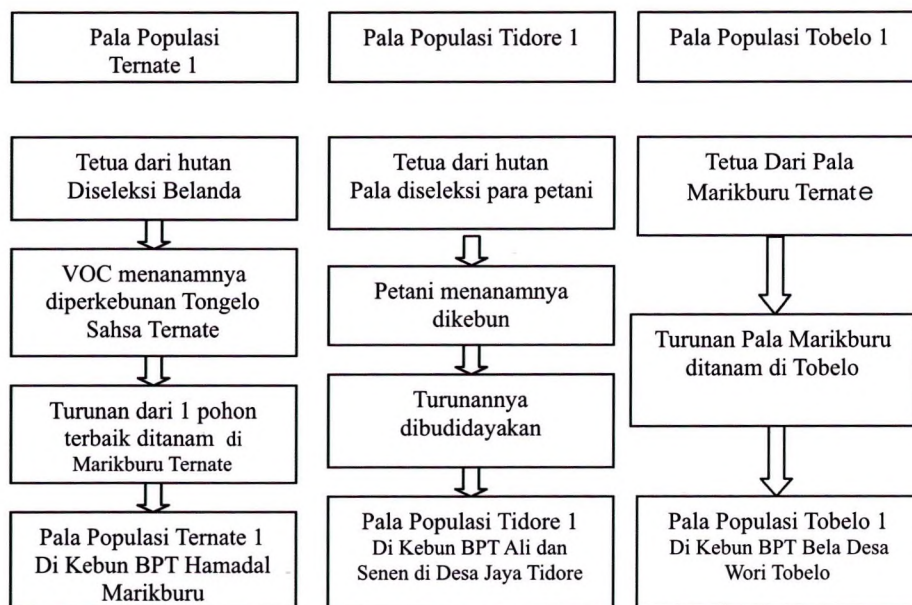 Pala Populasi
Ternate 1
Pala Populasi Tidore 1
Pala Populasi Tobelo 1
Tetua dari hutan
Diseleksi Belanda
Tetua dari hutan
Pala diseleksi para petani
Tetua Dari Pala
Marikburu Ternate
VOC menanamnya
diperkebunan Tongelo
Sahsa Ternate
Petani menanamnya
dikebun
Turunan Pala Marikburu
ditanam di Tobelo
Turunan dari 1 pohon
terbaik ditanam di
Marikburu Ternate
Turunannya
dibudidayakan
Pala Populasi Ternate 1
Di Kebun BPT Hamadal
Marikburu
Pala Populasi Tidore 1
Di Kebun BPT Ali dan
Senen di Desa Jaya Tidore
Pala Populasi Tobelo 1
Di Kebun BPT Bela Desa
Wori Tobelo